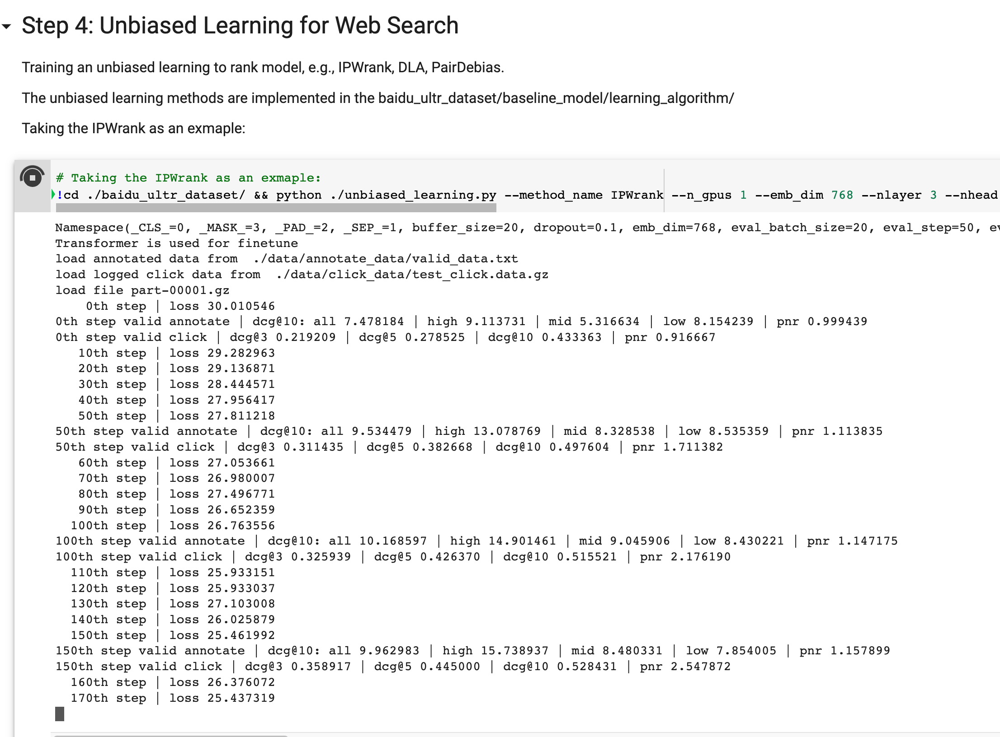 Step 4: Unbiased Learning for Web Search
Training an unbiased learning to rank model, e.g., IPWrank, DLA, PairDebias.
The unbiased learning methods are implemented in the baidu_ultr_dataset/baseline_model/learning_algorithm/
Taking the IPWrank as an exmaple:
# Taking the IPWrank as an exmaple:
!cd ./baidu_ultr_dataset/ && python ./unbiased_learning.py --method_name IPWrank --n_gpus 1 --emb_dim 768 --nlayer 3 --nhead
Namespace(_CLS_=0, _MASK_=3, _PAD_=2, _SEP_=1, buffer_size=20, dropout=0.1, emb_dim=768, eval_batch_size=20, eval_step=50, ev
Transformer is used for finetune
load annotated data from  ./data/annotate_data/valid_data.txt
load logged click data from  ./data/click_data/test_click.data.gz
load file part-00001.gz
    0th step | loss 30.010546
0th step valid annotate | dcg@10: all 7.478184 | high 9.113731 | mid 5.316634 | low 8.154239 | pnr 0.999439
0th step valid click | dcg@3 0.219209 | dcg@5 0.278525 | dcg@10 0.433363 | pnr 0.916667
   10th step | loss 29.282963
   20th step | loss 29.136871
   30th step | loss 28.444571
   40th step | loss 27.956417
   50th step | loss 27.811218
50th step valid annotate | dcg@10: all 9.534479 | high 13.078769 | mid 8.328538 | low 8.535359 | pnr 1.113835
50th step valid click | dcg@3 0.311435 | dcg@5 0.382668 | dcg@10 0.497604 | pnr 1.711382
   60th step | loss 27.053661
   70th step | loss 26.980007
   80th step | loss 27.496771
   90th step | loss 26.652359
  100th step | loss 26.763556
100th step valid annotate | dcg@10: all 10.168597 | high 14.901461 | mid 9.045906 | low 8.430221 | pnr 1.147175
100th step valid click | dcg@3 0.325939 | dcg@5 0.426370 | dcg@10 0.515521 | pnr 2.176190
  110th step | loss 25.933151
  120th step | loss 25.933037
  130th step | loss 27.103008
  140th step | loss 26.025879
  150th step | loss 25.461992
150th step valid annotate | dcg@10: all 9.962983 | high 15.738937 | mid 8.480331 | low 7.854005 | pnr 1.157899
150th step valid click | dcg@3 0.358917 | dcg@5 0.445000 | dcg@10 0.528431 | pnr 2.547872
  160th step | loss 26.376072
  170th step | loss 25.437319